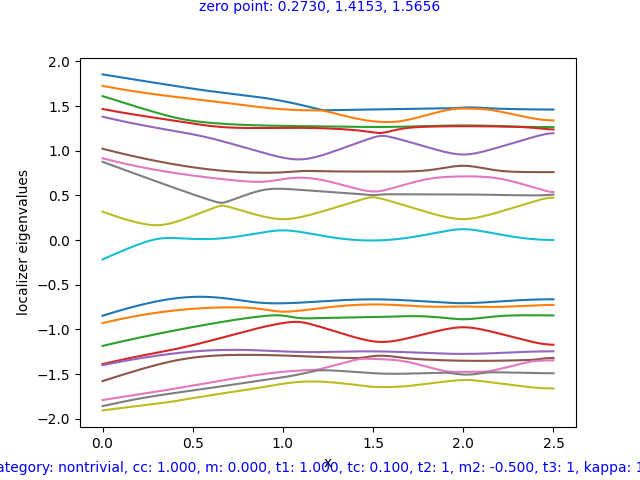 zero point: 0.2730, 1.4153, 1.5656
2.0
1.5
1.0
0.5
0.0
−0.5
−1.0
−1.5
−2.0
localizer eigenvalues
0.0 0.5 1.0 1.5 2.0 2.5
x
ategory: nontrivial, cc: 1.000, m: 0.000, t1: 1.000, tc: 0.100, t2: 1, m2: -0.500, t3: 1, kappa: 1